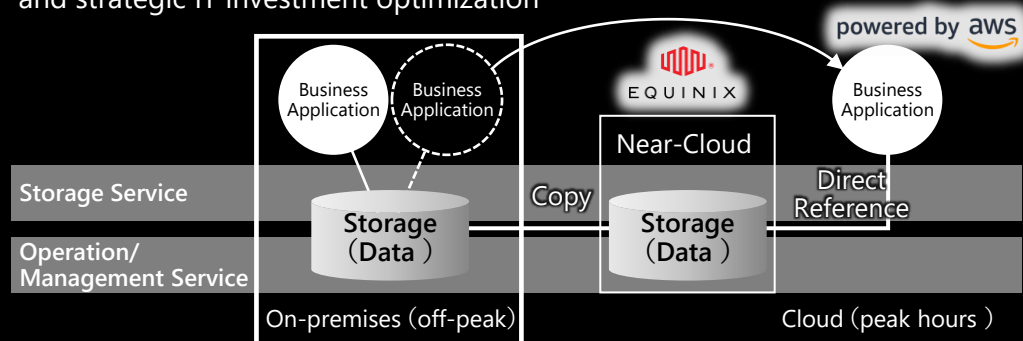 and strategic IT investment optimization
powered by aws
Business
Application
Business
Application
EQUINIX
Business
Application
Near-Cloud
Storage Service
Copy
Direct
Reference
Storage
（Data ）
Storage
（Data ）
Operation/
Management Service
On-premises（off-peak）
Cloud（peak hours ）